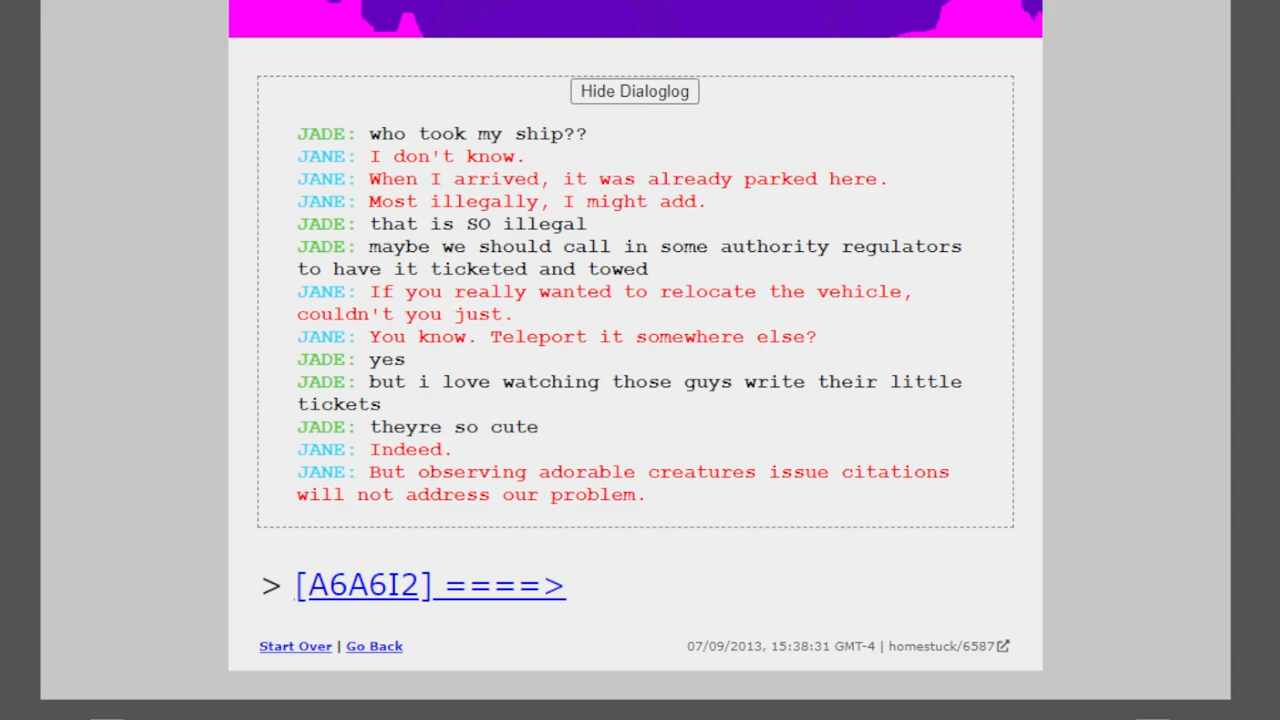 Hide Dialoglog
JADE: who took my ship??
JANE: I don't know.
JANE: When I arrived, it was already parked here.
JANE: Most illegally, I might add.
JADE: that is SO illegal
JADE: maybe we should call in some authority regulators
to have it ticketed and towed
JANE: If you really wanted to relocate the vehicle,
couldn't you just.
JANE: You know. Teleport it somewhere else?
JADE: yes
JADE: but i love watching those guys write their little
tickets
JADE: theyre so cute
JANE: Indeed.
JANE: But observing adorable creatures issue citations
will not address our problem.
> [A6A6I2] ====>
Start Over | Go Back
07/09/2013, 15:38:31 GMT-4 | homestuck/6587